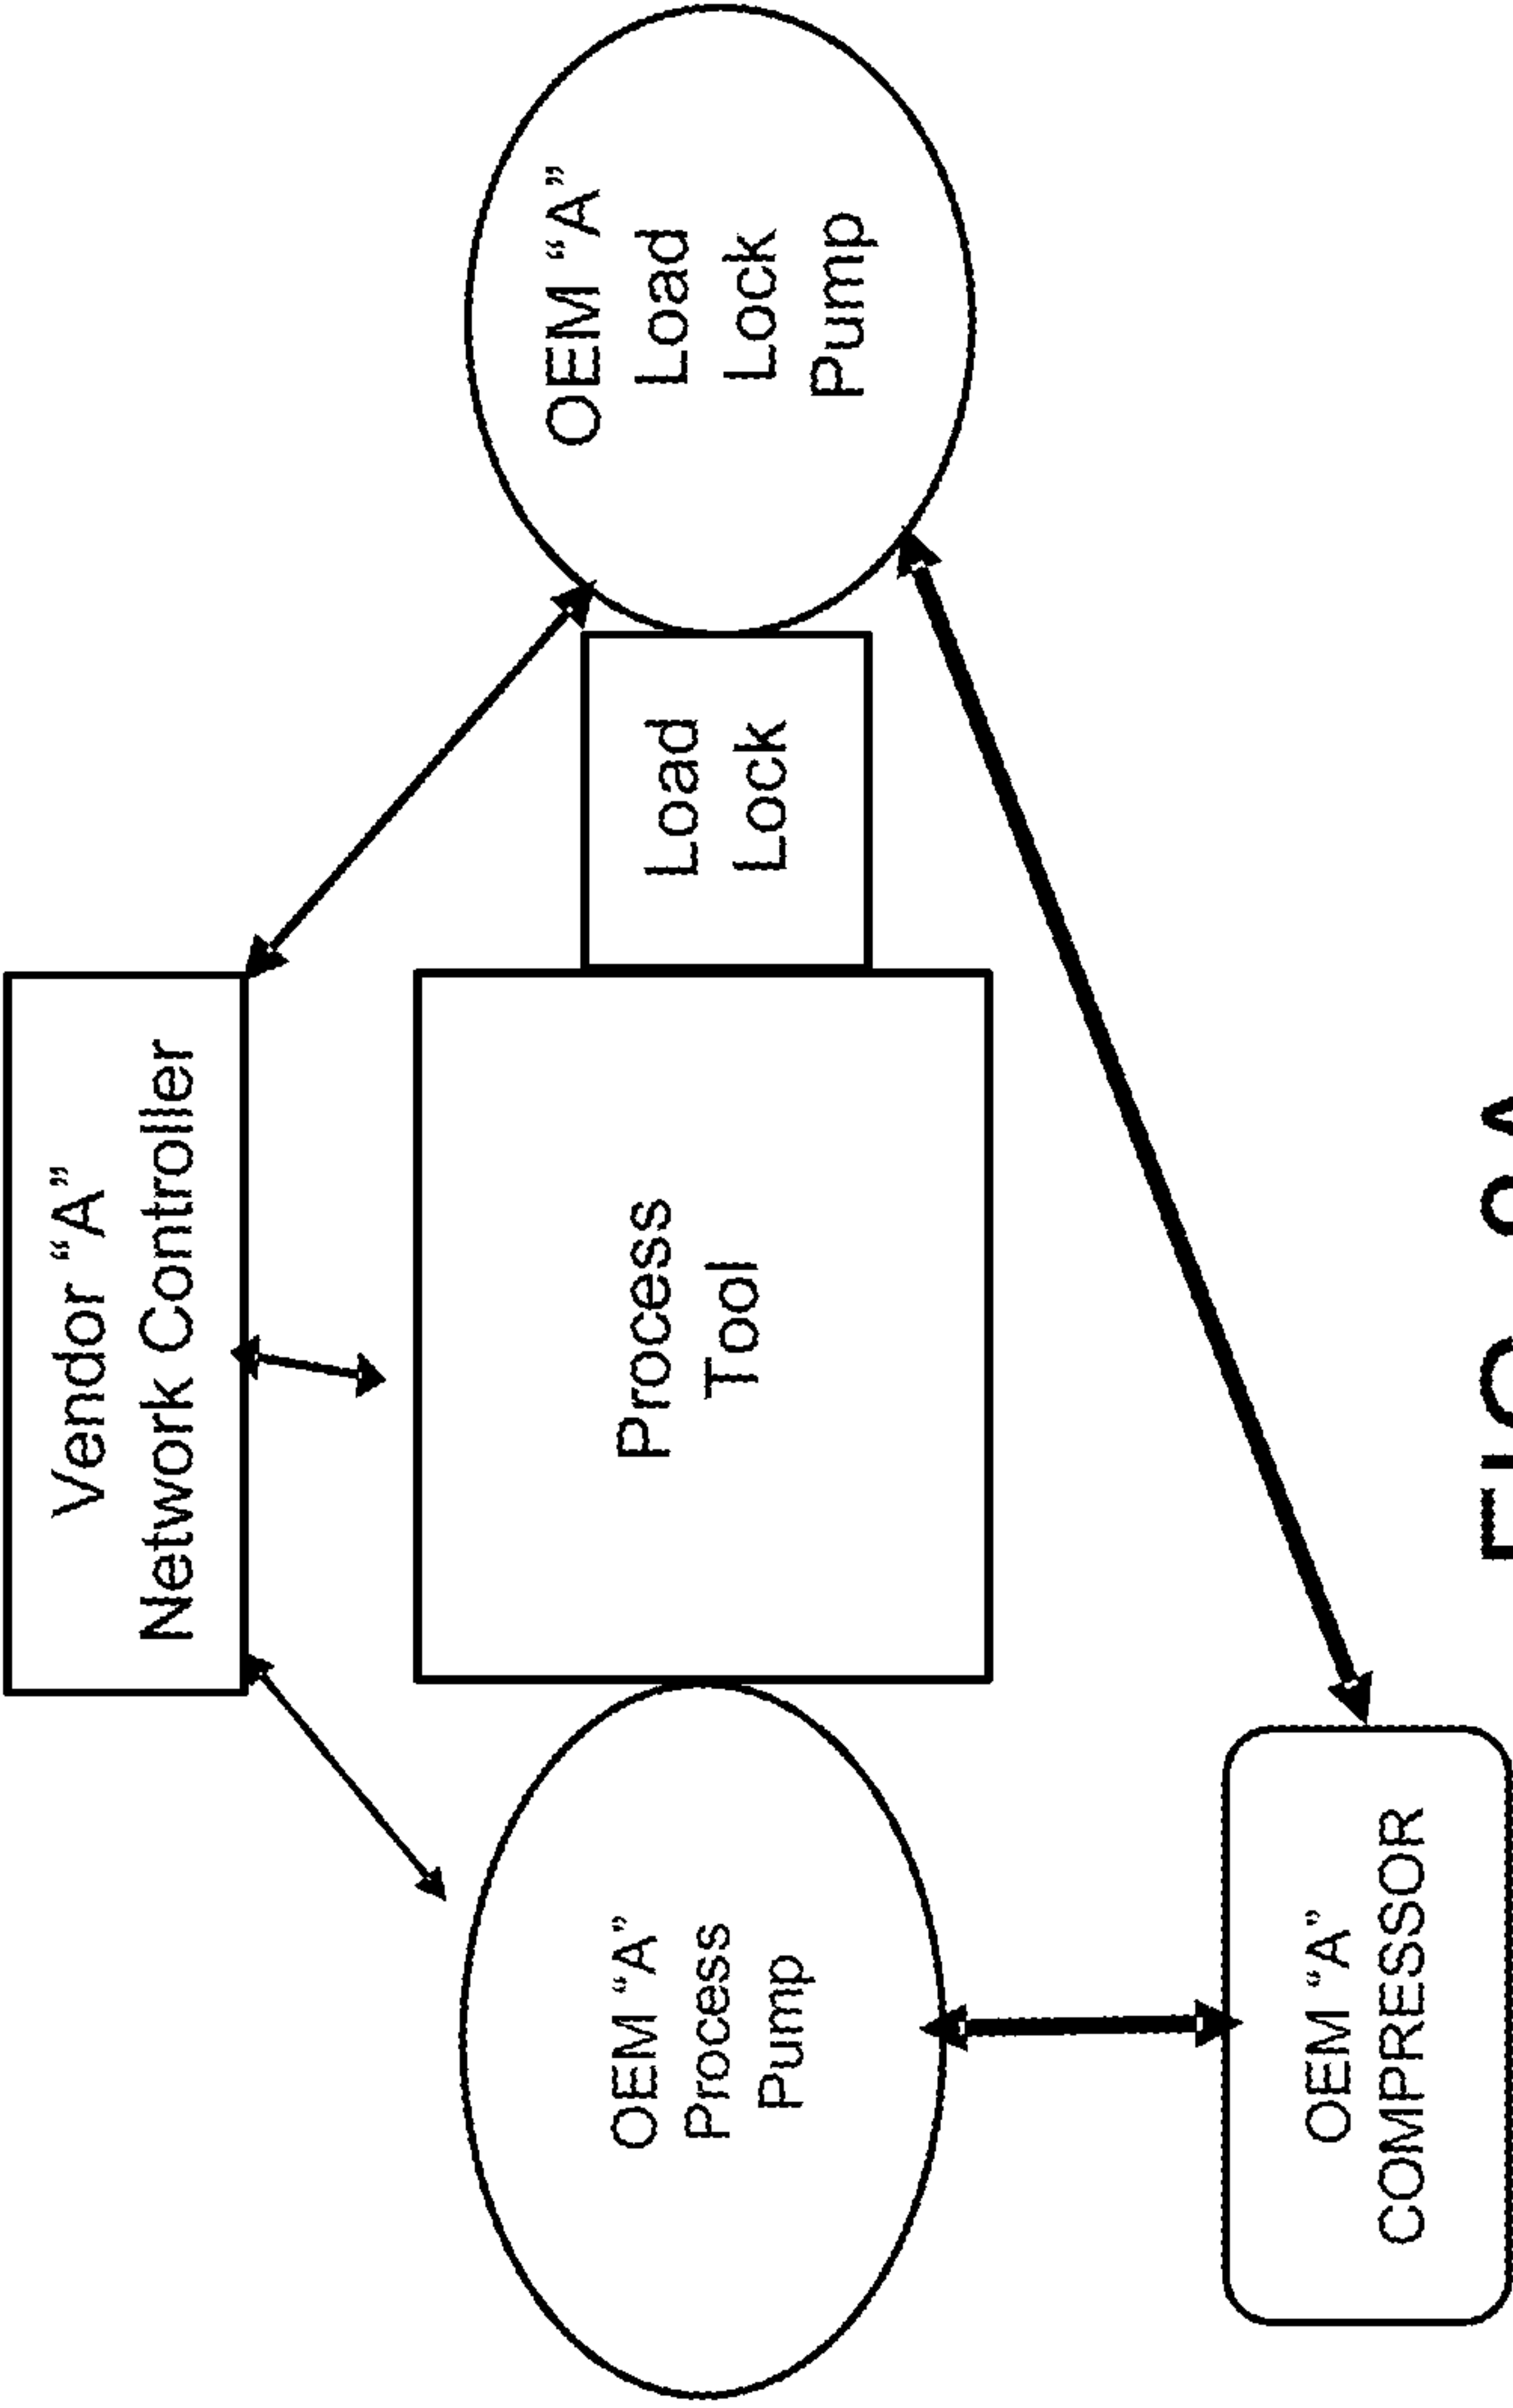 Vendor “A”
Network Controller
OEM “A”
Process
Pump
Process
Tool
Load
Lock
OEM “A”
Load
Lock
Pump
OEM “A”
COMPRESSOR